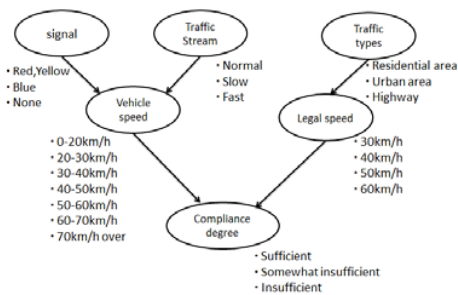 signal
Traffic
Stream
Traffic
types
・Red,Yellow
・Blue
・None
・Normal
・Slow
・Fast
・Residential area
・Urban area
・Highway
Vehicle
speed
Legal speed
・0-20km/h
・20-30km/h
・30-40km/h
・40-50km/h
・50-60km/h
・60-70km/h
・70km/h over
・30km/h
・40km/h
・50km/h
・60km/h
Compliance
degree
・Sufficient
・Somewhat insufficient
・Insufficient